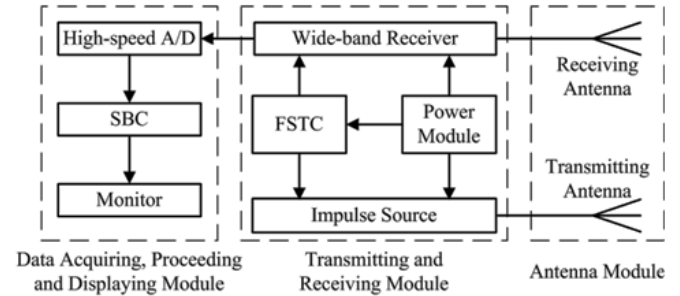 High-speed A/D
Wide-band Receiver
Receiving
Antenna
SBC
FSTC
Power
Module
Transmitting
Antenna
Monitor
Impulse Source
Data Acquiring, Proceeding
and Displaying Module
Transmitting and
Receiving Module
Antenna Module